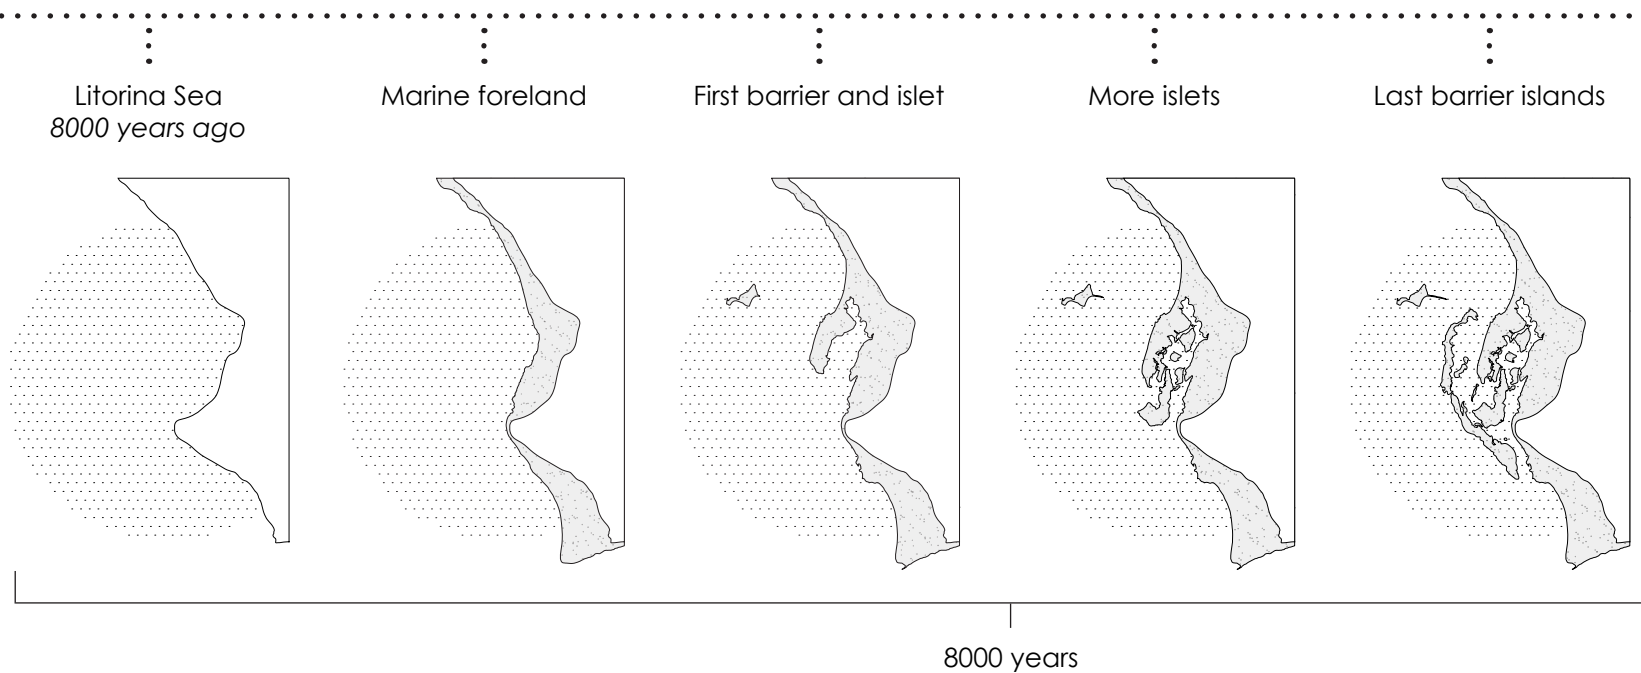 Litorina Sea
8000 years ago
Marine foreland
First barrier and islet
More islets
Last barrier islands
8000 years